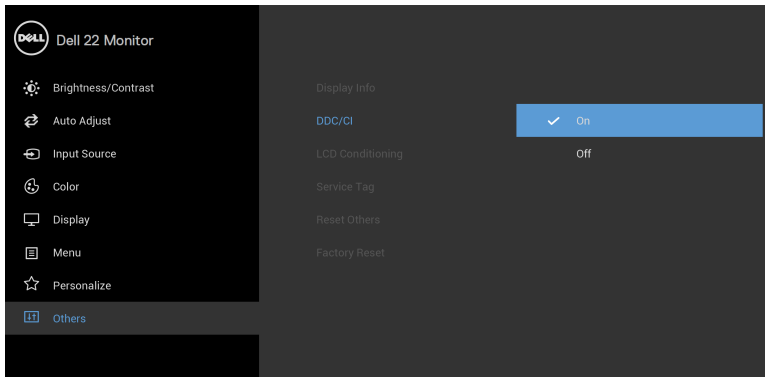 DELL
Dell 22 Monitor
Brightness/Contrast
Auto Adjust
Input Source
Color
Display
Menu
Personalize
Others
Display Info
DDC/CI
LCD Conditioning
Service Tag
Reset Others
Factory Reset
On
Off